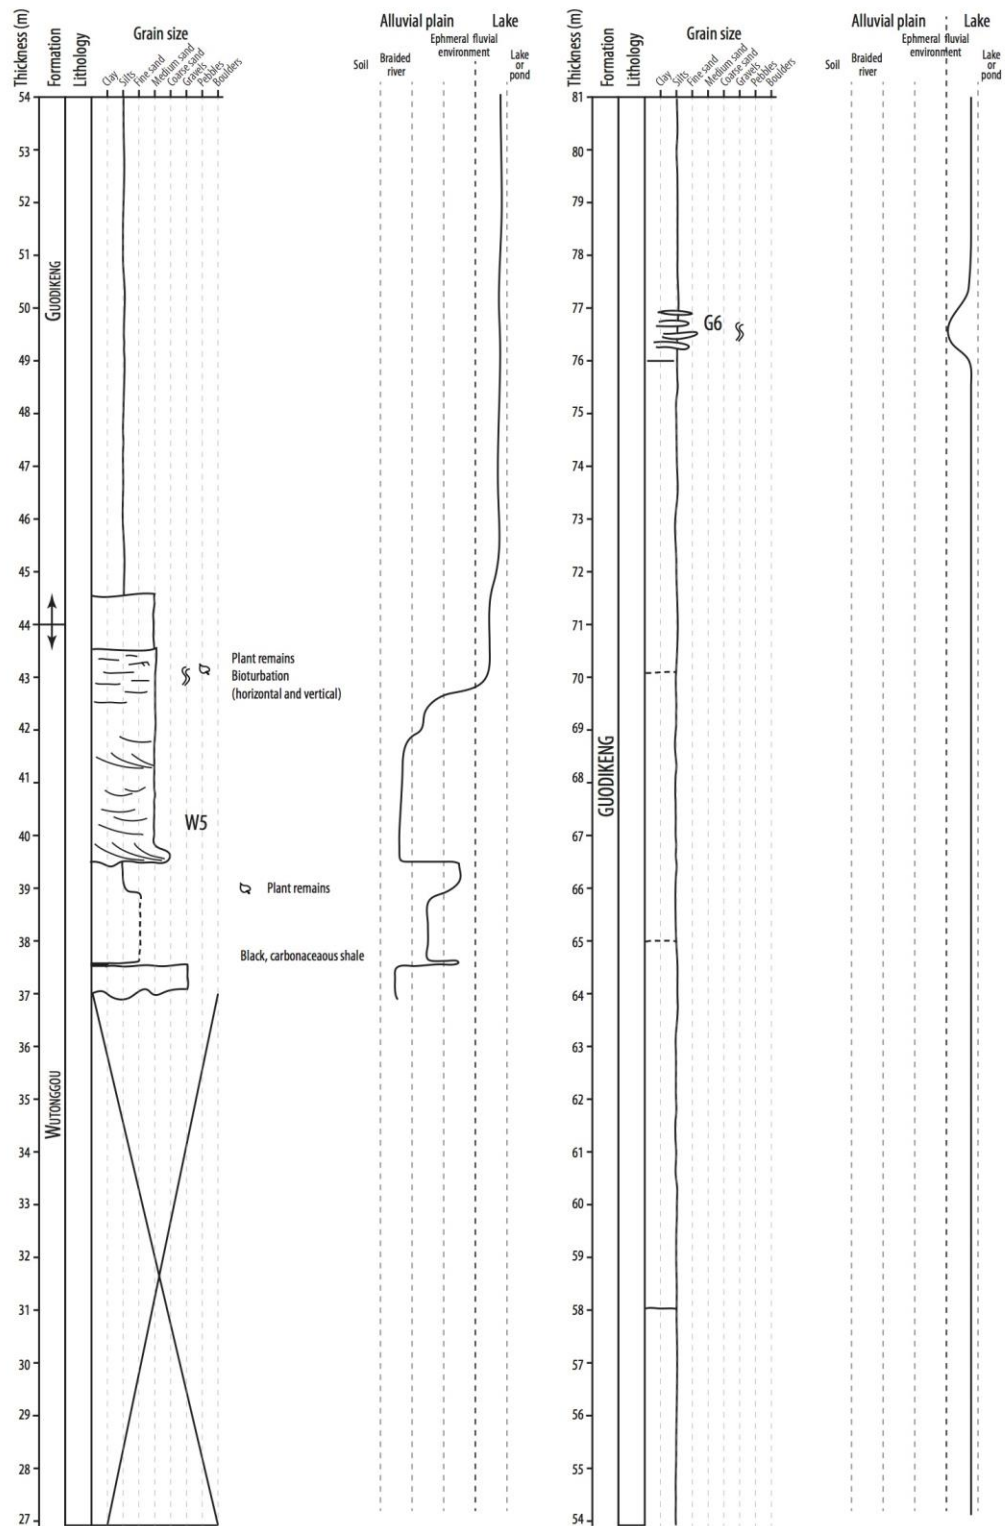 Thickness (m)
Formation
Lithology
Grain size
Clay
Silts
Fine sand
Medium sand
Coarse sand
Gravels
Pebbles
Boulders
Alluvial plain
Lake
Ephmeral fluvial
environment
Soil
Braided
river
Lake
or
pond
54
53
52
51
50
49
48
47
46
45
44
43
42
41
40
39
38
37
36
35
34
33
32
31
30
29
28
27
GUODIKENG
WUTONGGOU
Plant remains
Bioturbation
(horizontal and vertical)
W5
Plant remains
Black, carbonaceaous shale
Thickness (m)
Formation
Lithology
Grain size
Clay
Silts
Fine sand
Medium sand
Coarse sand
Gravels
Pebbles
Boulders
Alluvial plain
Lake
Ephmeral fluvial
environment
Soil
Braided
river
Lake
or
pond
81
80
79
78
77
76
75
74
73
72
71
70
69
68
67
66
65
64
63
62
61
60
59
58
57
56
55
54
GUODIKENG
G6